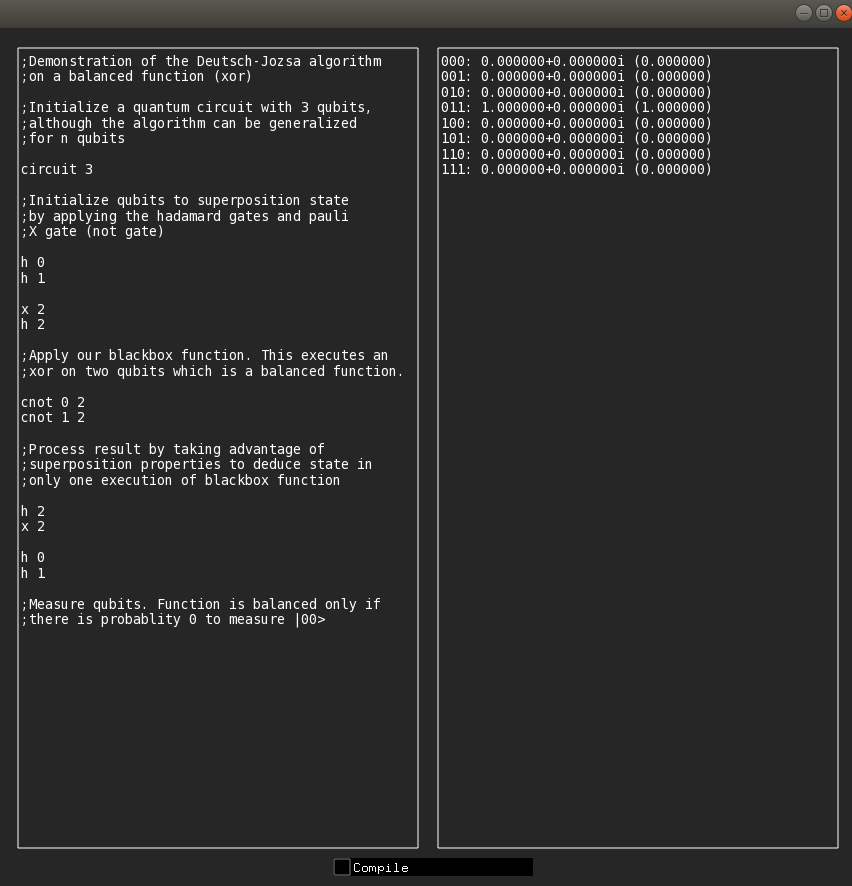 ;Demonstration of the Deutsch-Jozsa algorithm
;on a balanced function (xor)
;Initialize a quantum circuit with 3 qubits,
;although the algorithm can be generalized
;for n qubits
circuit 3
;Initialize qubits to superposition state
;by applying the hadamard gates and pauli
;X gate (not gate)
h 0
h 1
x 2
h 2
;Apply our blackbox function. This executes an
;xor on two qubits which is a balanced function.
cnot 0 2
cnot 1 2
;Process result by taking advantage of
;superposition properties to deduce state in
;only one execution of blackbox function
h 2
x 2
h 0
h 1
;Measure qubits. Function is balanced only if
;there is probablity 0 to measure |00>
000: 0.000000+0.000000i (0.000000)
001: 0.000000+0.000000i (0.000000)
010: 0.000000+0.000000i (0.000000)
011: 1.000000+0.000000i (1.000000)
100: 0.000000+0.000000i (0.000000)
101: 0.000000+0.000000i (0.000000)
110: 0.000000+0.000000i (0.000000)
111: 0.000000+0.000000i (0.000000)
Compile